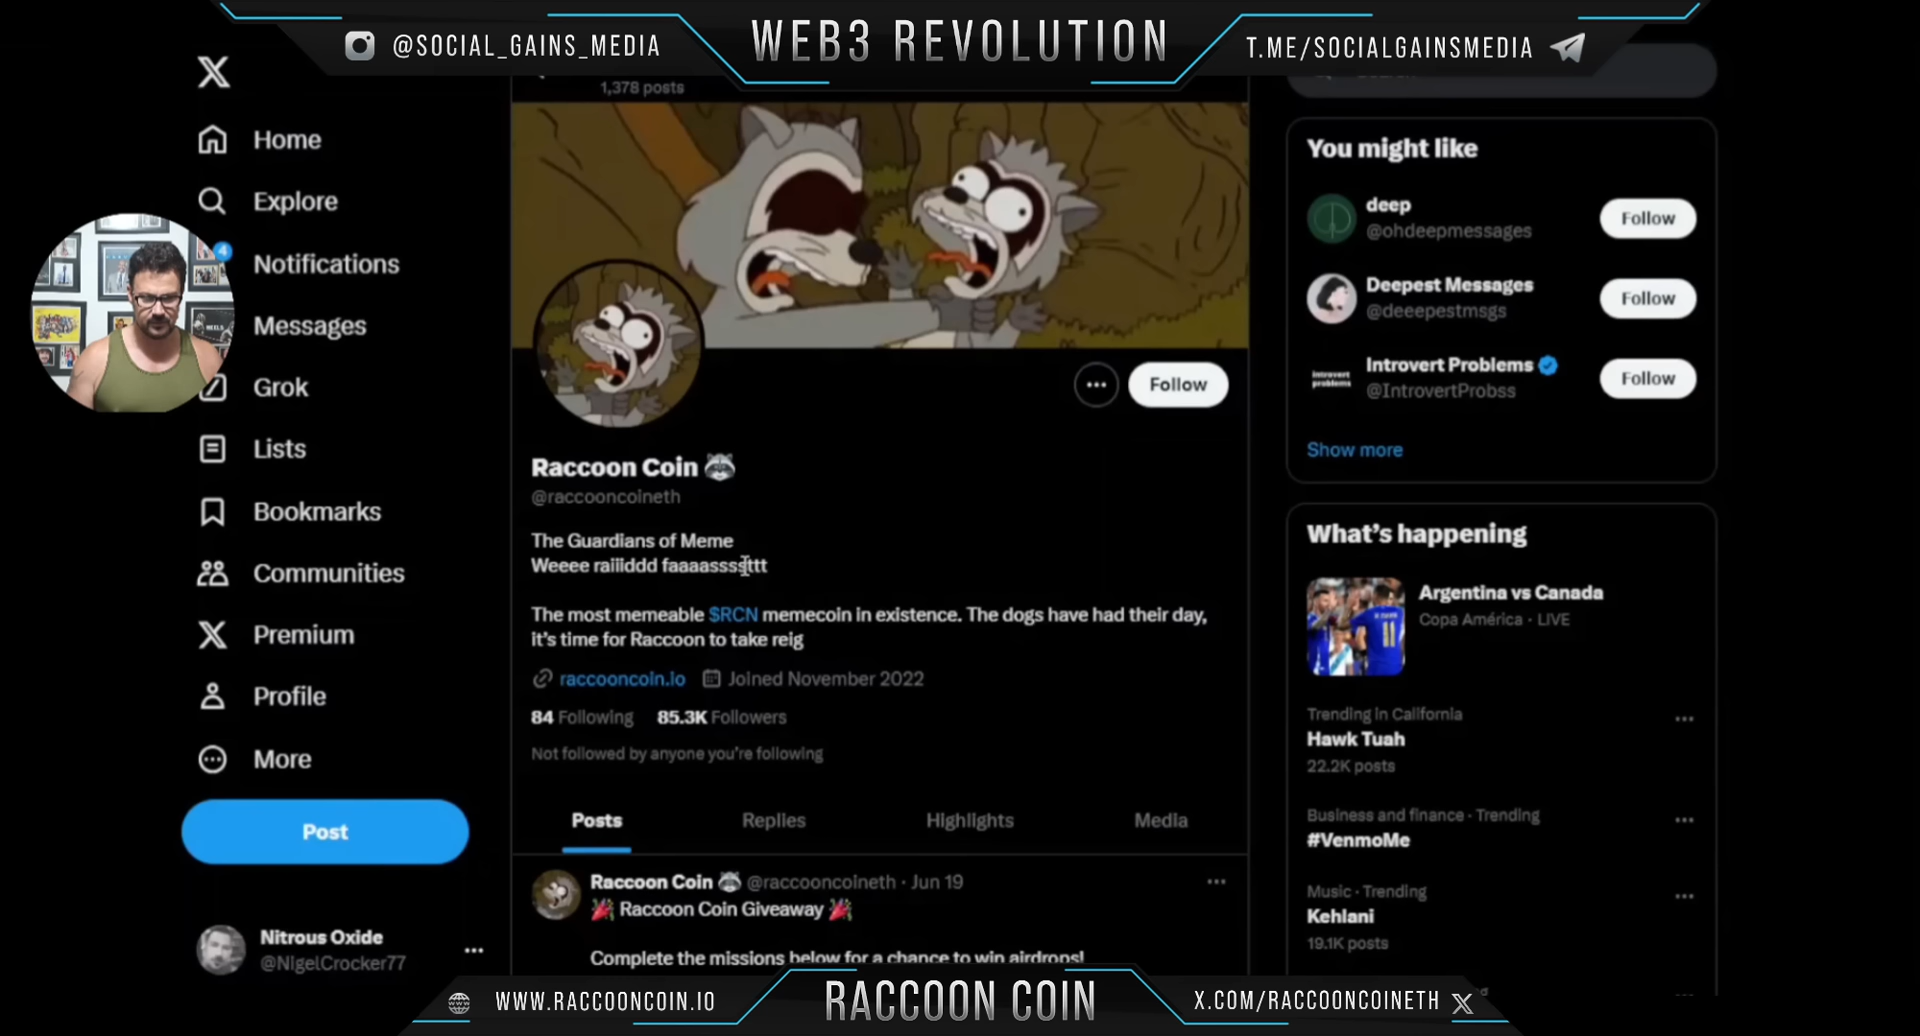 @SOCIAL_GAINS_MEDIA
WEB3 REVOLUTION
T.ME/SOCIALGAINSMEDIA
Home
Explore
4
Notifications
Messages
Grok
Lists
Bookmarks
Communities
Premium
Profile
More
Post
Nitrous Oxide
@NigelCrocker77
1,378 posts
Follow
Raccoon Coin 🦝
@raccooncoineth
The Guardians of Meme
Weeee raiiiddd faaaassssttt
The most memeable $RCN memecoin in existence. The dogs have had their day,
it's time for Raccoon to take reig
raccooncoin.io Joined November 2022
84 Following 85.3K Followers
Not followed by anyone you're following
Posts Replies Highlights Media
Raccoon Coin 🦝 @raccooncoineth · Jun 19
🎉 Raccoon Coin Giveaway 🎉
Complete the missions below for a chance to win airdrops!
You might like
deep
@ohdeepmessages
Follow
Deepest Messages
@deeepestmsgs
Follow
introvert
problems
Introvert Problems
@IntrovertProbss
Follow
Show more
What's happening
Argentina vs Canada
Copa América · LIVE
Trending in California
Hawk Tuah
22.2K posts
Business and finance · Trending
#VenmoMe
Music · Trending
Kehlani
19.1K posts
WWW.RACCOONCOIN.IO
RACCOON COIN
X.COM/RACCOONCOINETH